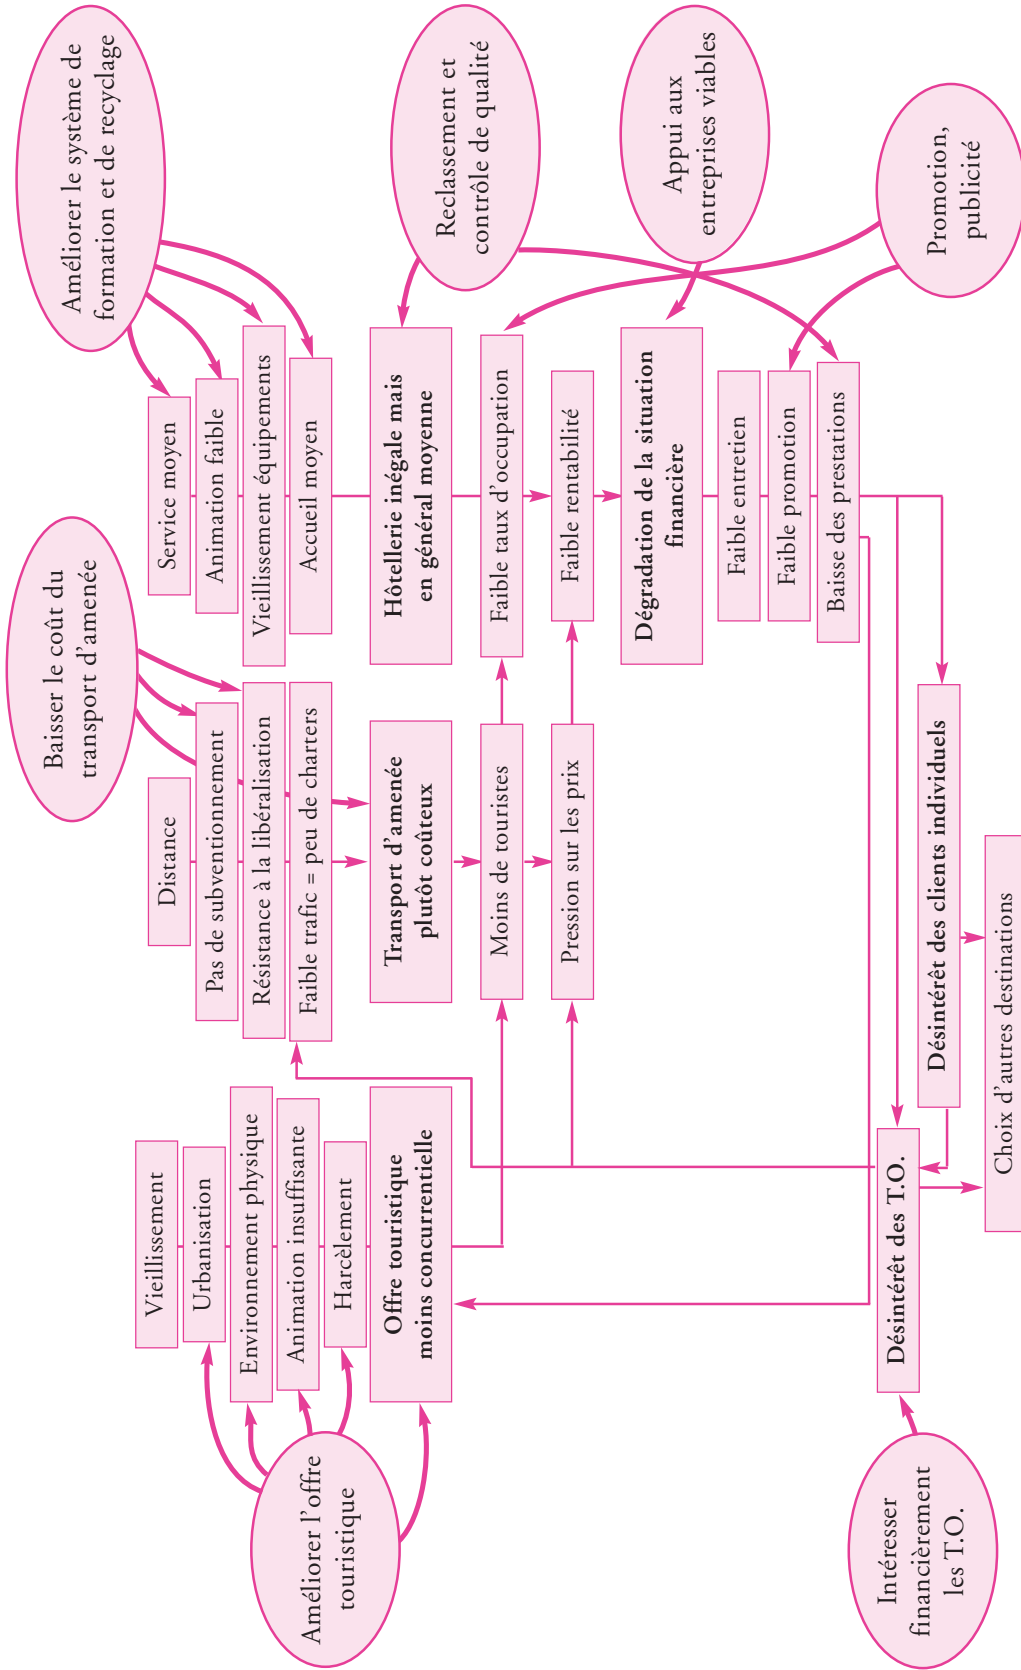 Améliorer l'offre
touristique
Vieillissement
Urbanisation
Environnement physique
Animation insuffisante
Harcèlement
Offre touristique
moins concurrentielle
Baisser le coût du
transport d'amenée
Distance
Pas de subventionnement
Résistance à la libéralisation
Faible trafic = peu de charters
Transport d'amenée
plutôt coûteux
Moins de touristes
Pression sur les prix
Améliorer le système de
formation et de recyclage
Service moyen
Animation faible
Vieillissement équipements
Accueil moyen
Hôtellerie inégale mais
en général moyenne
Faible taux d'occupation
Faible rentabilité
Dégradation de la situation
financière
Faible entretien
Faible promotion
Baisse des prestations
Reclassement et
contrôle de qualité
Appui aux
entreprises viables
Promotion,
publicité
Intéresser
financièrement
les T.O.
Désintérêt des T.O.
Désintérêt des clients individuels
Choix d'autres destinations